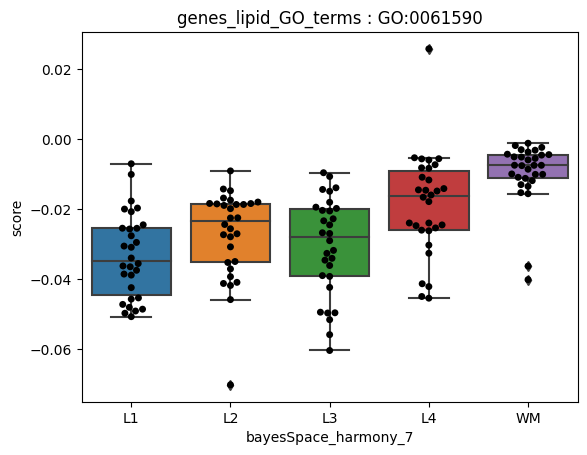 genes_lipid_GO_terms : GO:0061590
0.02
0.00
−0.02
−0.04
−0.06
score
L1 L2 L3 L4 WM
bayesSpace_harmony_7